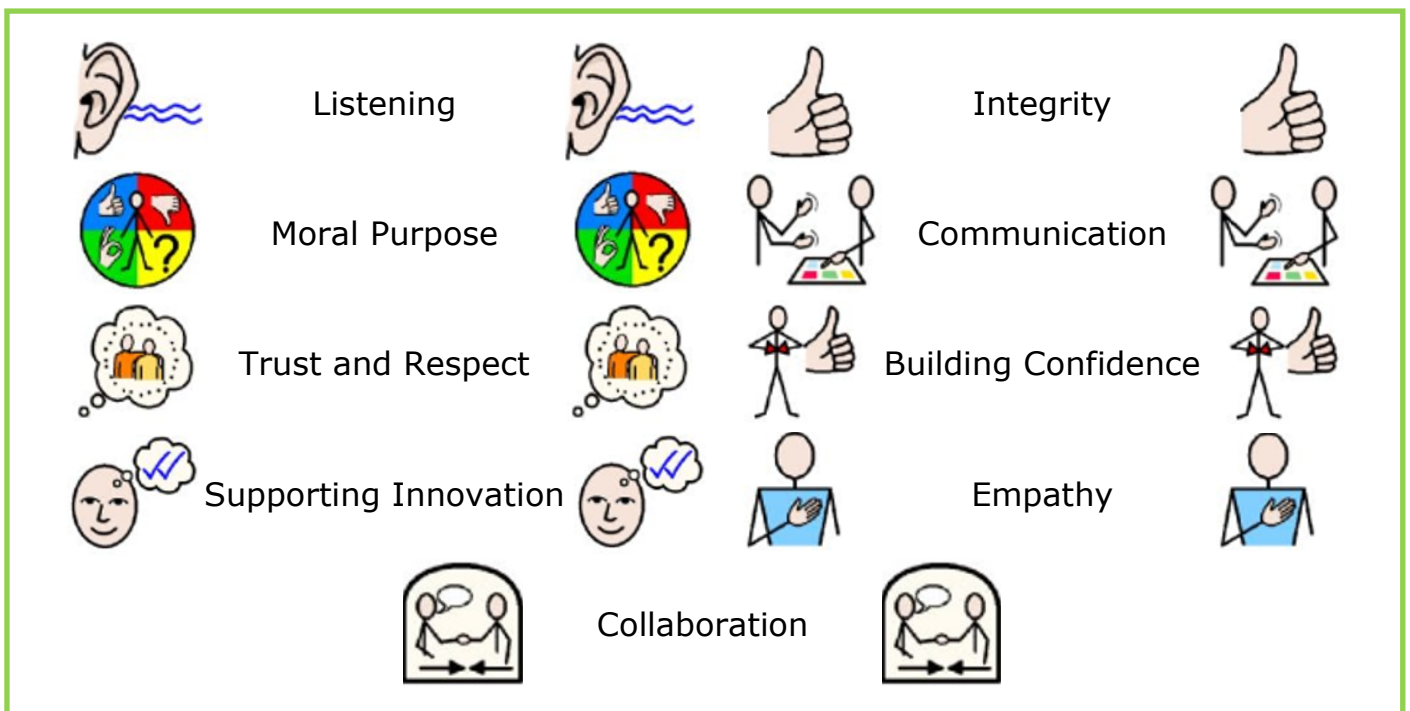 Listening
Integrity
Moral Purpose
Communication
Trust and Respect
Building Confidence
Supporting Innovation
Empathy
Collaboration